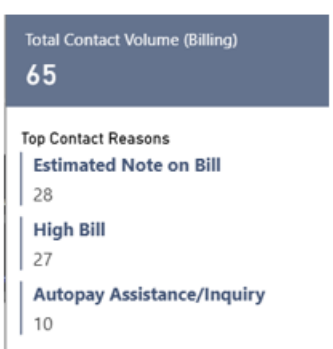 Total Contact Volume (Billing)
65
Top Contact Reasons
Estimated Note on Bill
28
High Bill
27
Autopay Assistance/Inquiry
10